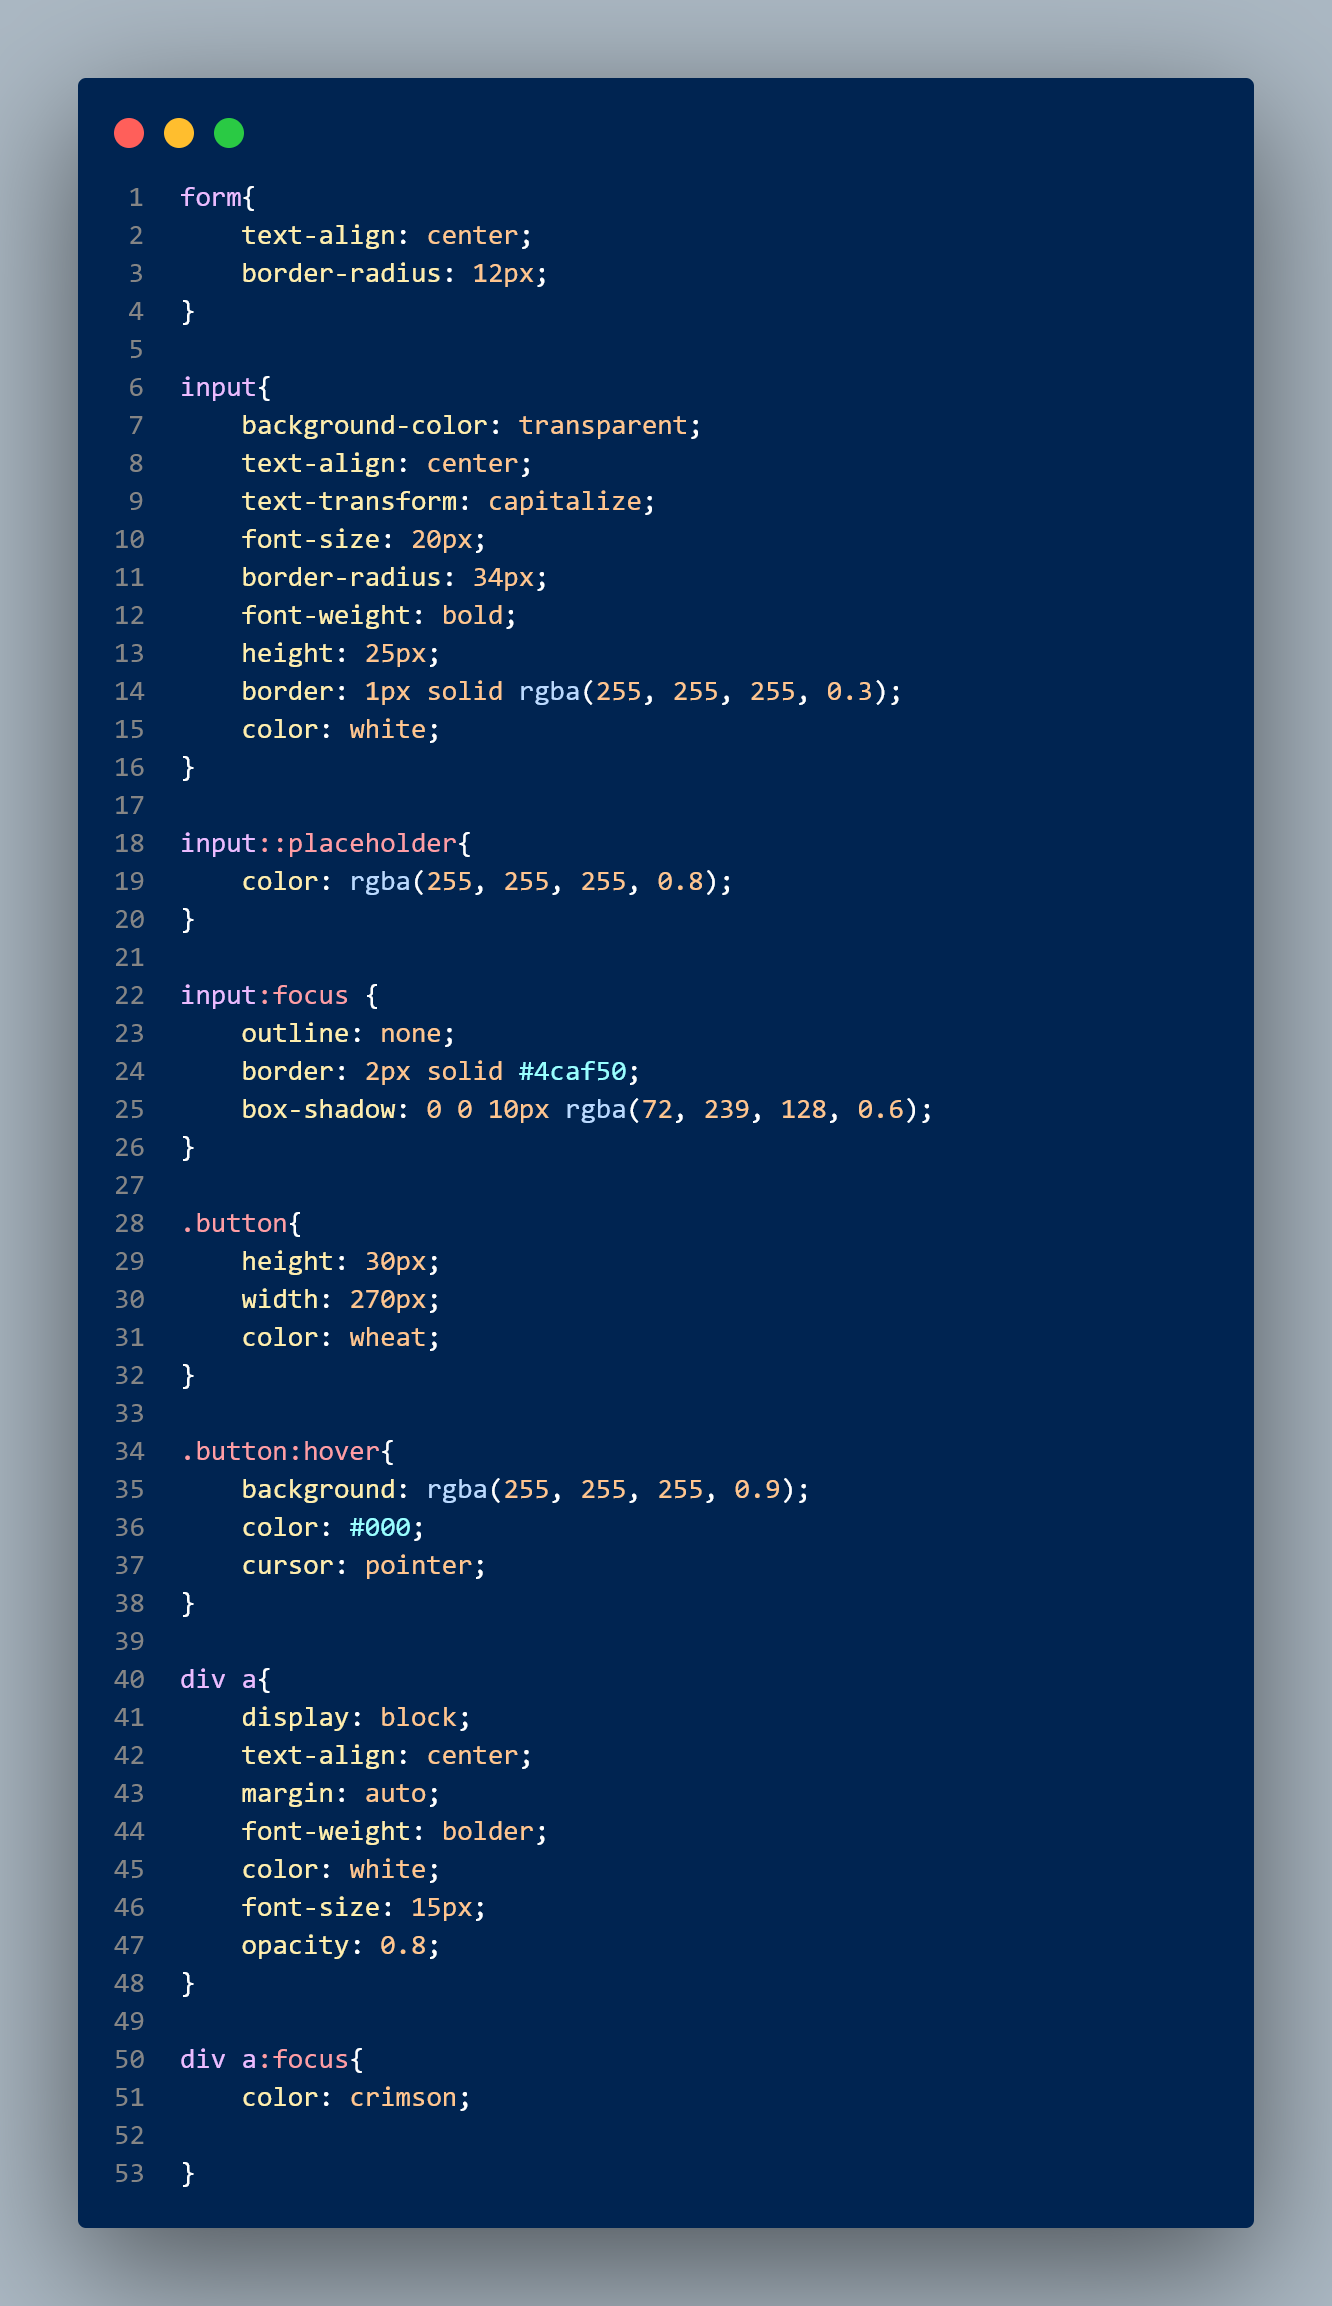 1 form{
2 text-align: center;
3 border-radius: 12px;
4 }
5
6 input{
7 background-color: transparent;
8 text-align: center;
9 text-transform: capitalize;
10 font-size: 20px;
11 border-radius: 34px;
12 font-weight: bold;
13 height: 25px;
14 border: 1px solid rgba(255, 255, 255, 0.3);
15 color: white;
16 }
17
18 input::placeholder{
19 color: rgba(255, 255, 255, 0.8);
20 }
21
22 input:focus {
23 outline: none;
24 border: 2px solid #4caf50;
25 box-shadow: 0 0 10px rgba(72, 239, 128, 0.6);
26 }
27
28 .button{
29 height: 30px;
30 width: 270px;
31 color: wheat;
32 }
33
34 .button:hover{
35 background: rgba(255, 255, 255, 0.9);
36 color: #000;
37 cursor: pointer;
38 }
39
40 div a{
41 display: block;
42 text-align: center;
43 margin: auto;
44 font-weight: bolder;
45 color: white;
46 font-size: 15px;
47 opacity: 0.8;
48 }
49
50 div a:focus{
51 color: crimson;
52
53 }